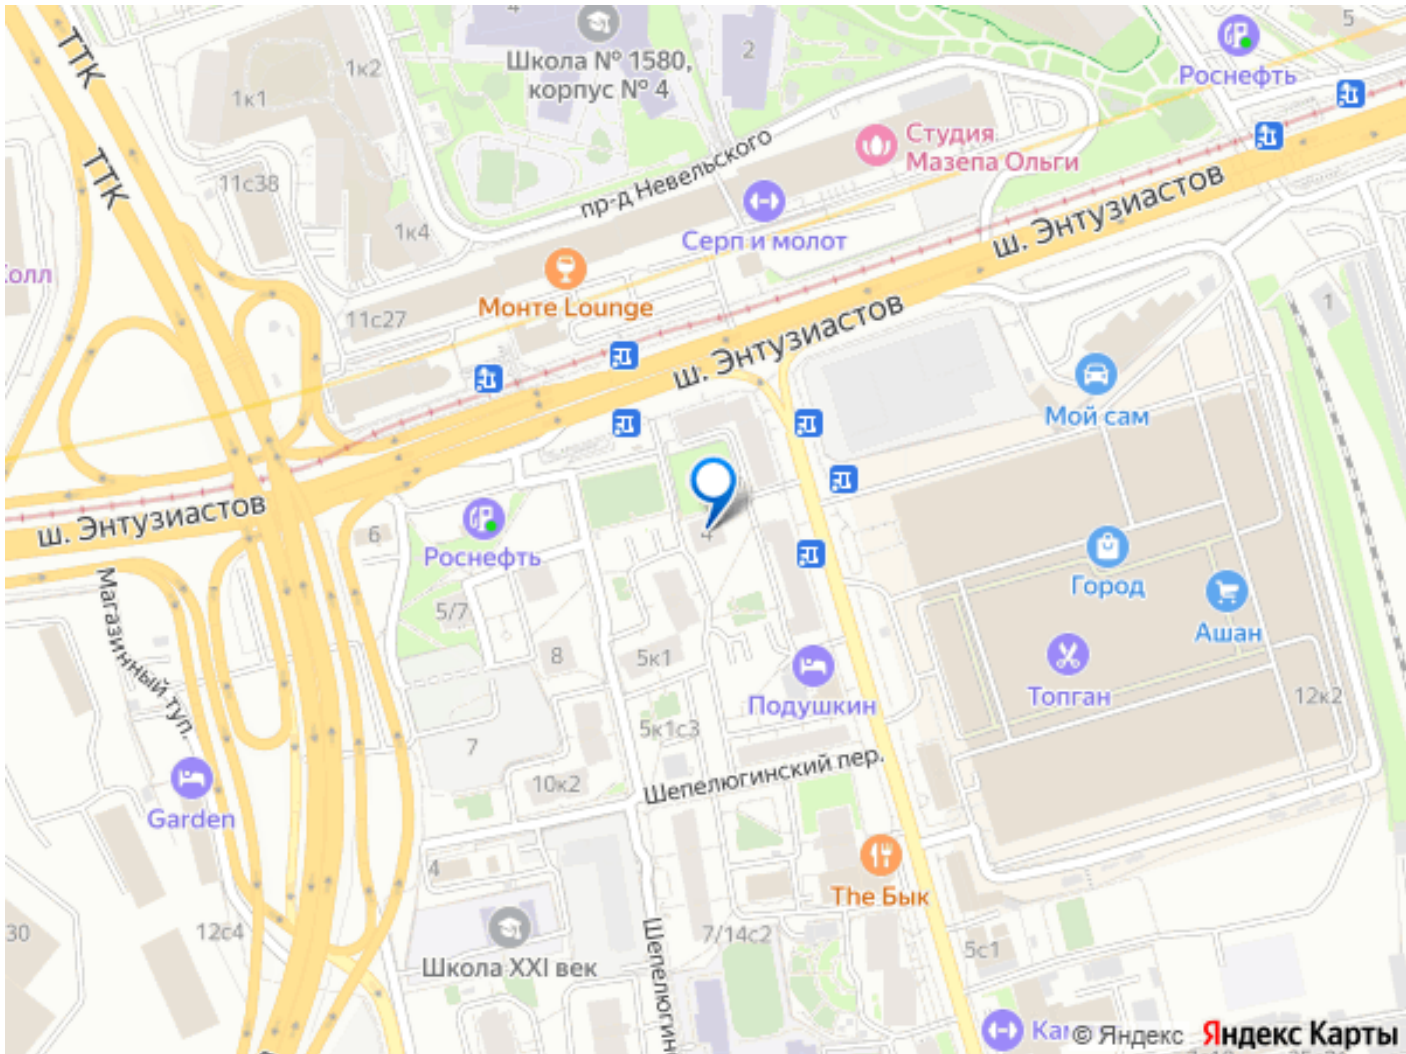 ТТК
4
Школа № 1580,
корпус № 4
2
5
Роснефть
1к2
1к1
ТТК
11с38
Студия
Мазепа Ольги
пр-д Невельского
ш. Энтузиастов
1к4
Серп и молот
Монте Lounge
11с27
ш. Энтузиастов
1
Мой сам
ш. Энтузиастов
6
Роснефть
4
Город
Ашан
Магазинный туп.
5/7
8
5к1
Топган
12к2
Подушкин
5к1с3
7
10к2
Шепелюгинский пер.
Garden
4
The Бык
30
12с4
7/14с2
5с1
Школа XXI век
© Яндекс
Яндекс Карты